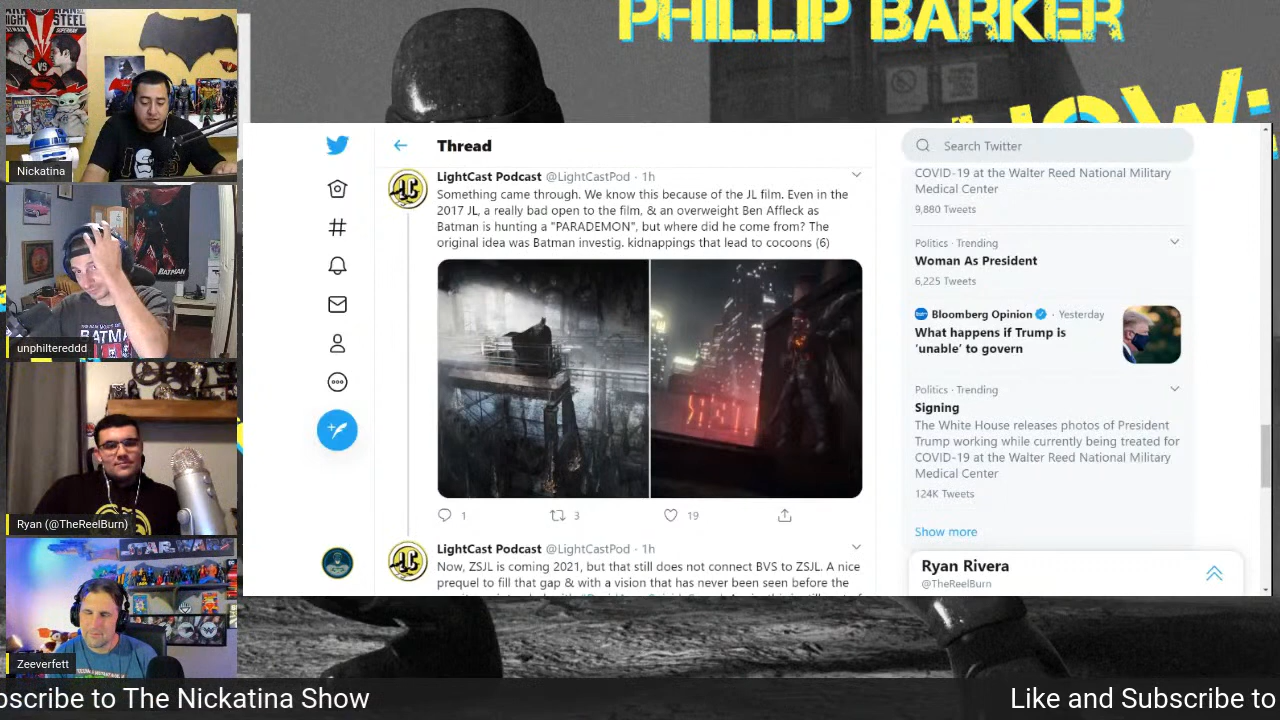 PHILLIP BARKER
Nickatina
BATMAN
unphiltereddd
BATMA
Ryan (@TheReelBurn)
STAR WARS
Zeeverfett
Thread
LightCast Podcast @LightCastPod · 1h
Something came through. We know this because of the JL film. Even in the
2017 JL, a really bad open to the film, & an overweight Ben Affleck as
Batman is hunting a "PARADEMON", but where did he come from? The
original idea was Batman investig. kidnappings that lead to cocoons (6)
1 3 19
LightCast Podcast @LightCastPod · 1h
Now, ZSJL is coming 2021, but that still does not connect BVS to ZSJL. A nice
prequel to fill that gap & with a vision that has never been seen before the
Search Twitter
COVID-19 at the Walter Reed National Military
Medical Center
9,880 Tweets
Politics · Trending
Woman As President
6,225 Tweets
Bloomberg Opinion · Yesterday
What happens if Trump is
'unable' to govern
Politics · Trending
Signing
The White House releases photos of President
Trump working while currently being treated for
COVID-19 at the Walter Reed National Military
Medical Center
124K Tweets
Show more
Ryan Rivera
@TheReelBurn
bscribe to The Nickatina Show
Like and Subscribe to